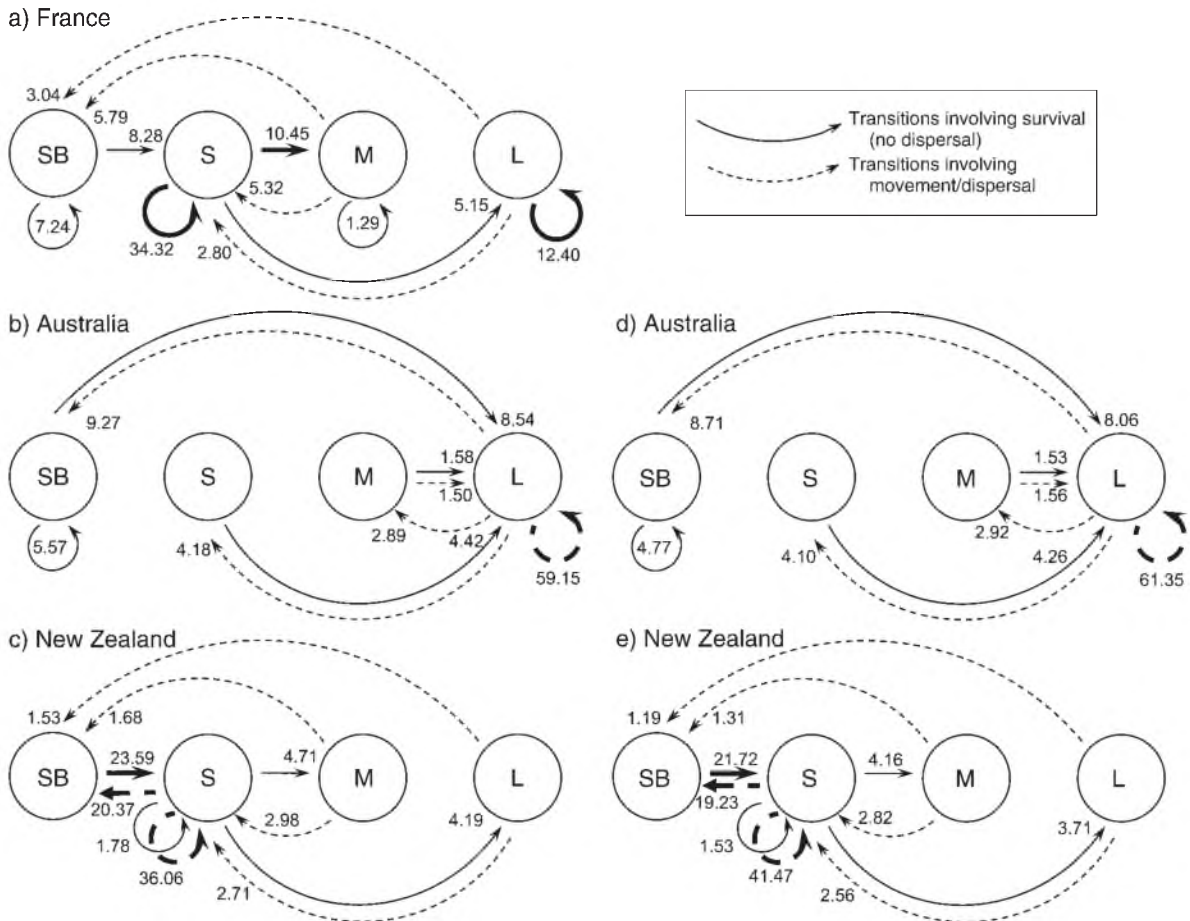 a) France
3.04
5.79
8.28
10.45
SB
S
M
L
5.32
5.15
7.24
34.32
2.80
1.29
12.40
Transitions involving survival
(no dispersal)
Transitions involving
movement/dispersal
b) Australia
9.27
8.54
SB
S
M
L
1.58
1.50
5.57
4.18
2.89
4.42
59.15
d) Australia
8.71
8.06
SB
S
M
L
1.53
1.56
4.77
4.10
2.92
4.26
61.35
c) New Zealand
1.53
1.68
SB
23.59
S
4.71
M
L
20.37
2.98
4.19
1.78
36.06
2.71
e) New Zealand
1.19
1.31
SB
21.72
S
4.16
M
L
19.23
2.82
3.71
1.53
41.47
2.56